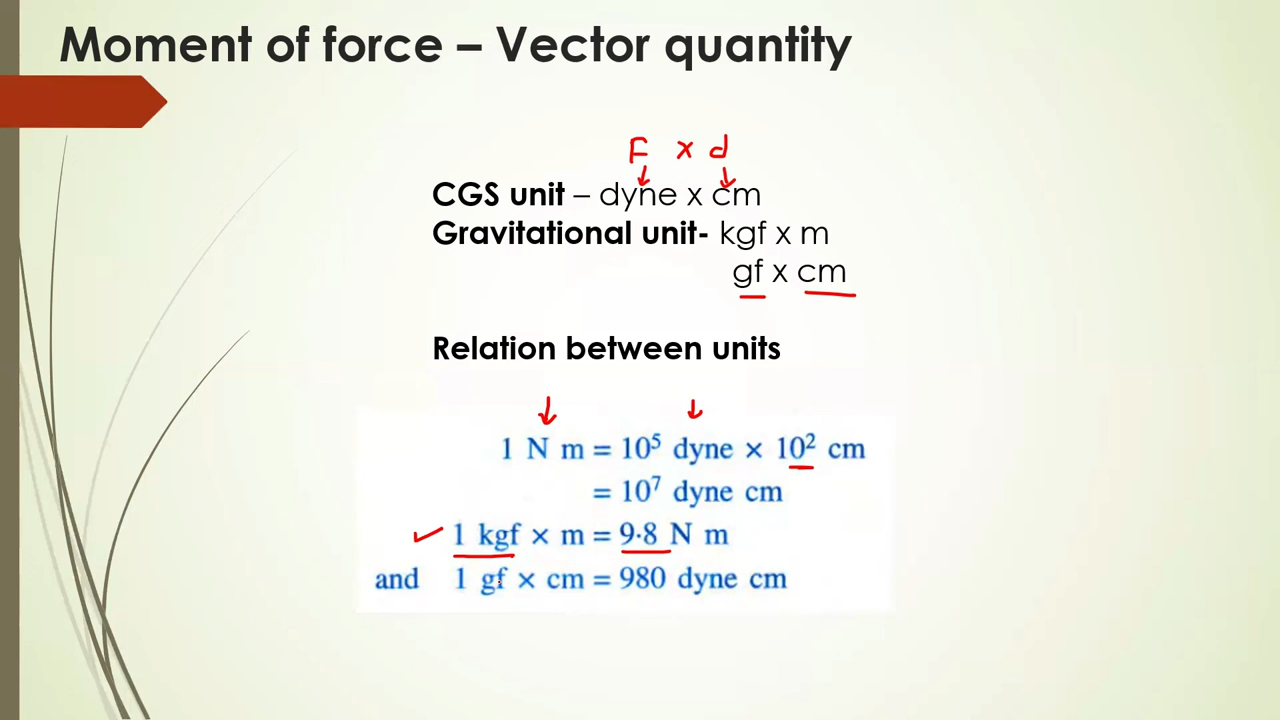 Moment of force – Vector quantity
F x d
CGS unit – dyne x cm
Gravitational unit- kgf x m
gf x cm
Relation between units
1 N m = 10⁵ dyne × 10² cm
= 10⁷ dyne cm
1 kgf × m = 9·8 N m
and 1 gf × cm = 980 dyne cm